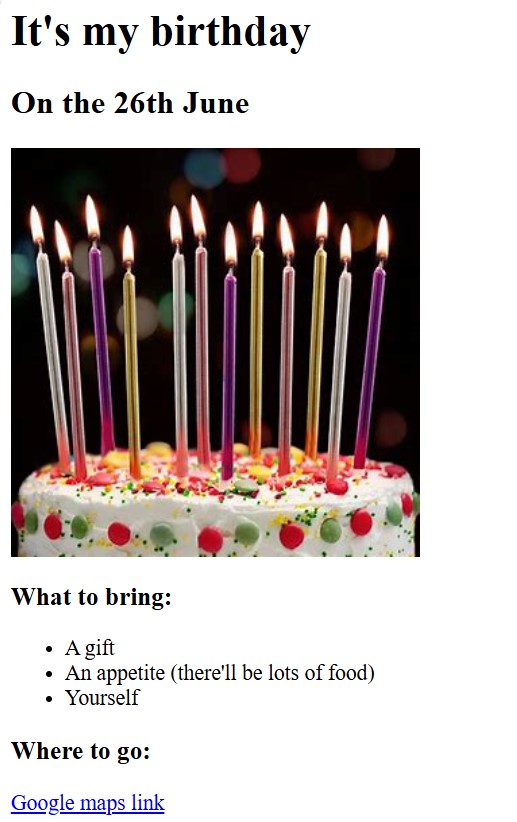 It's my birthday
On the 26th June
What to bring:
A gift
An appetite (there'll be lots of food)
Yourself
Where to go:
Google maps link